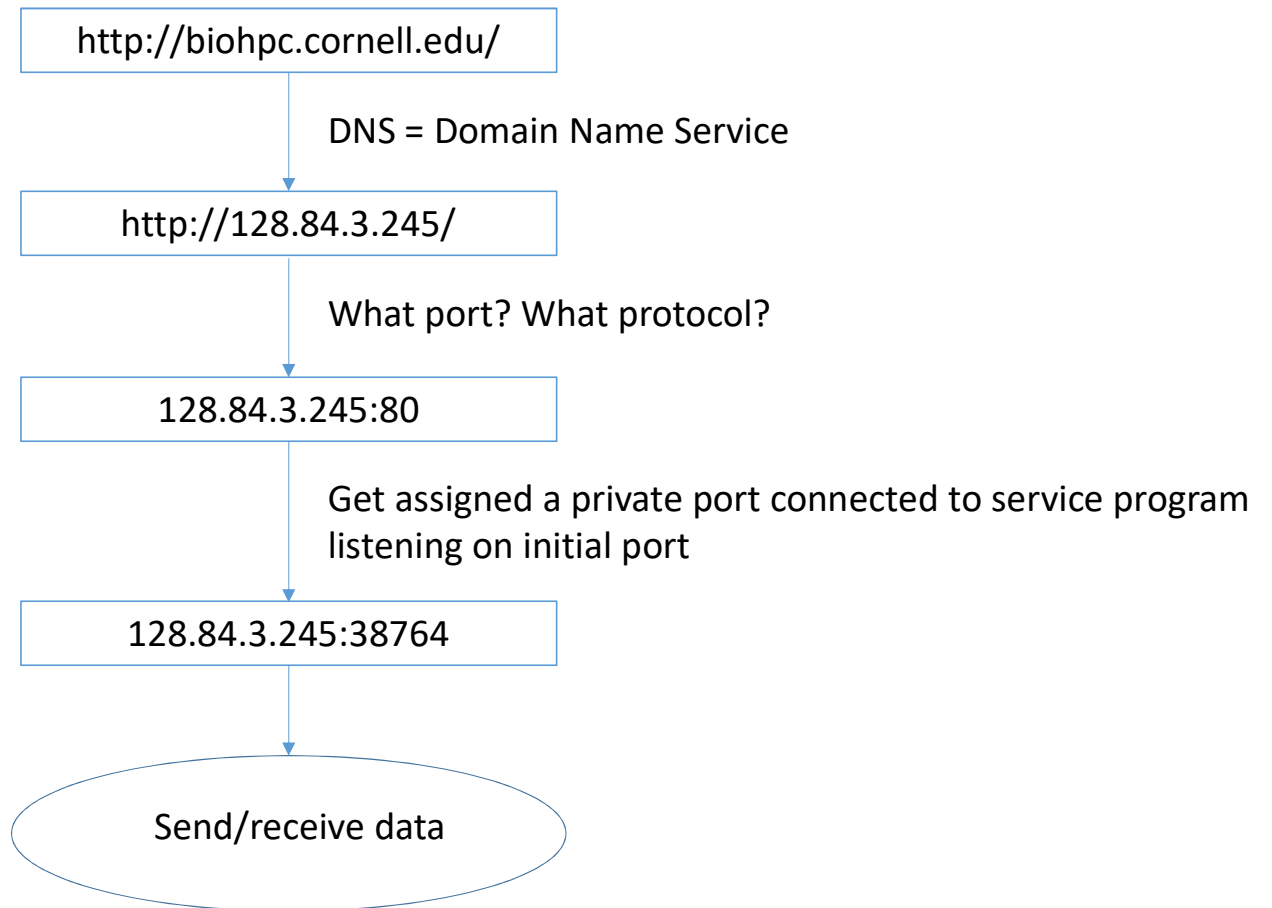 http://biohpc.cornell.edu/
DNS = Domain Name Service
http://128.84.3.245/
What port? What protocol?
128.84.3.245:80
Get assigned a private port connected to service program
listening on initial port
128.84.3.245:38764
Send/receive data